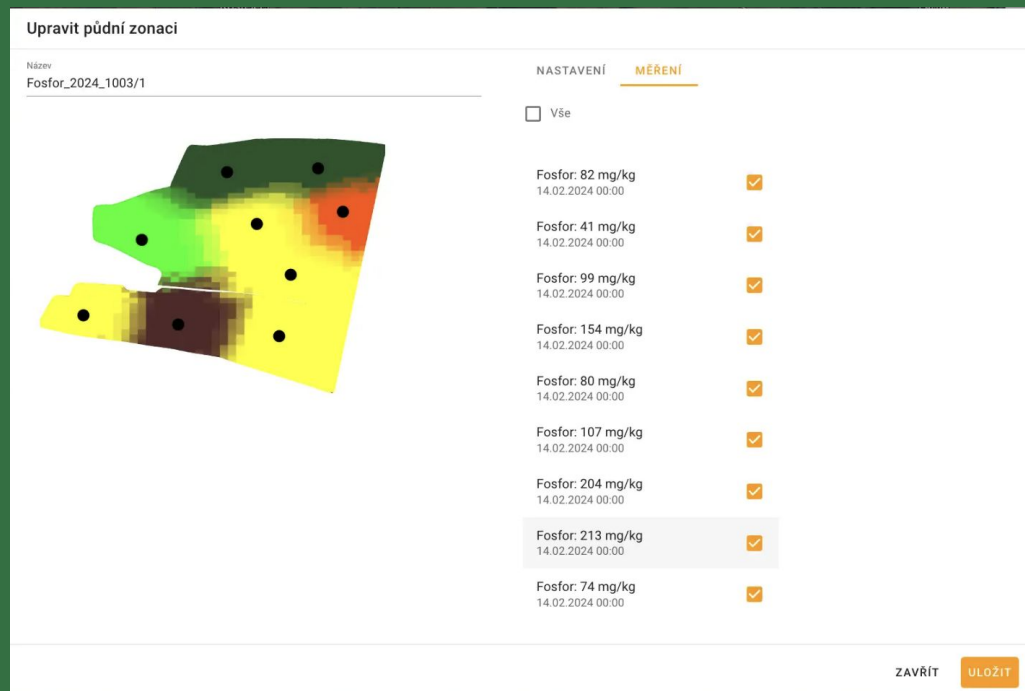 Upravit půdní zonaci
Název
Fosfor_2024_1003/1
NASTAVENÍ
MĚŘENÍ
Vše
Fosfor: 82 mg/kg
14.02.2024 00:00
Fosfor: 41 mg/kg
14.02.2024 00:00
Fosfor: 99 mg/kg
14.02.2024 00:00
Fosfor: 154 mg/kg
14.02.2024 00:00
Fosfor: 80 mg/kg
14.02.2024 00:00
Fosfor: 107 mg/kg
14.02.2024 00:00
Fosfor: 204 mg/kg
14.02.2024 00:00
Fosfor: 213 mg/kg
14.02.2024 00:00
Fosfor: 74 mg/kg
14.02.2024 00:00
ZAVŘÍT
ULOŽIT